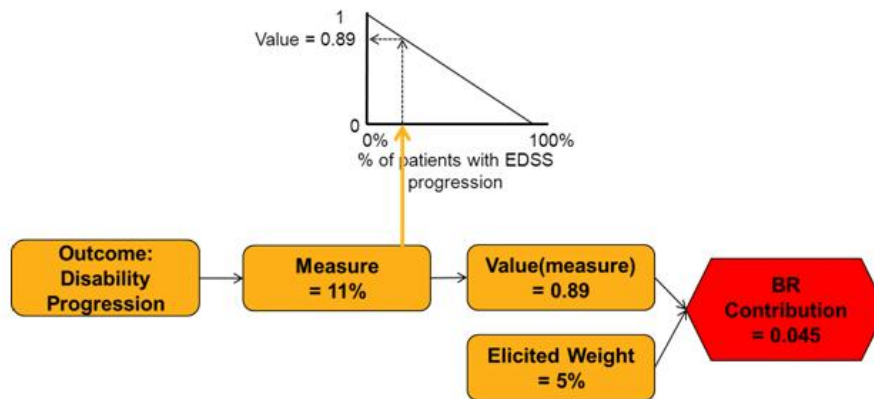 1
Value = 0.89
0
0% 100%
% of patients with EDSS
progression
Outcome:
Disability
Progression
Measure
= 11%
Value(measure)
= 0.89
Elicited Weight
= 5%
BR
Contribution
= 0.045